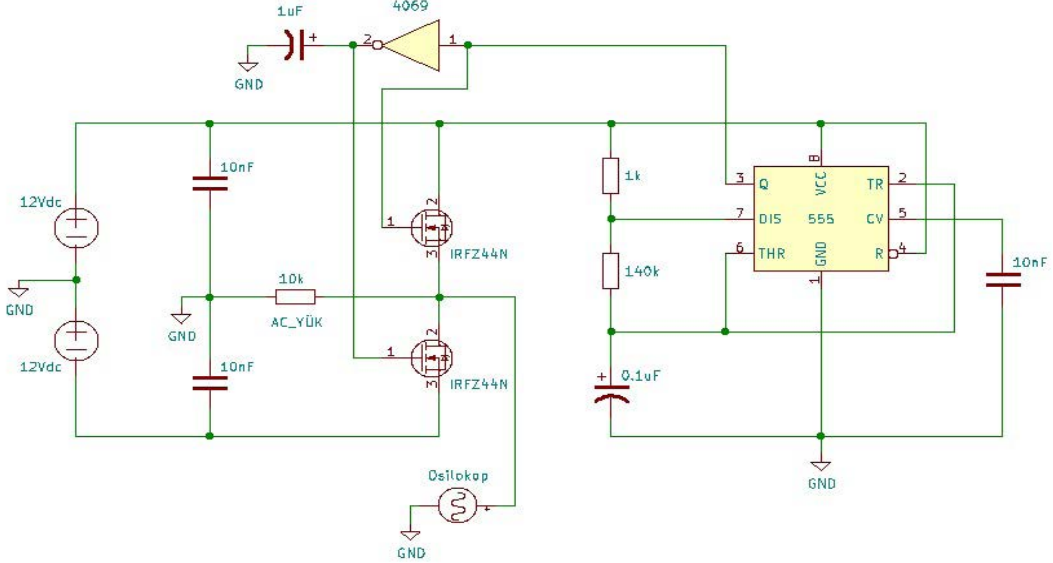 1uF
+
GND
4069
2
1
12Vdc
GND
12Vdc
10nF
GND
10nF
10k
AC_YÜK
2
1
3
IRFZ44N
2
1
3
IRFZ44N
Osilokop
+
GND
1k
140k
+
0.1uF
3
Q
7
DIS
6
THR
8
VCC
555
GND
1
TR
2
CV
5
R
4
10nF
GND